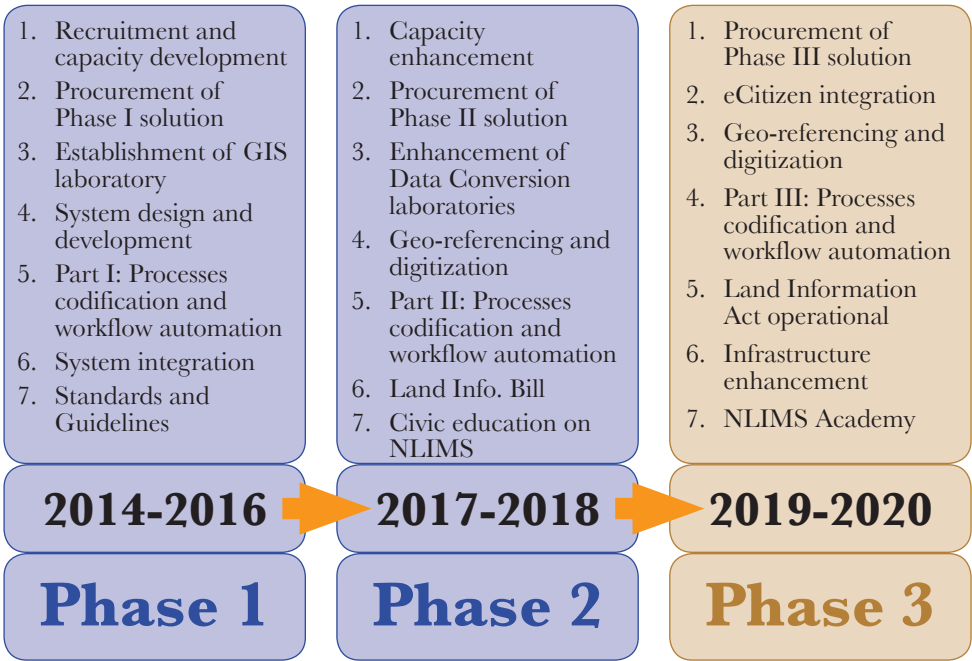 1. Recruitment and
capacity development
2. Procurement of
Phase I solution
3. Establishment of GIS
laboratory
4. System design and
development
5. Part I: Processes
codification and
workflow automation
6. System integration
7. Standards and
Guidelines
2014-2016
Phase 1
1. Capacity
enhancement
2. Procurement of
Phase II solution
3. Enhancement of
Data Conversion
laboratories
4. Geo-referencing and
digitization
5. Part II: Processes
codification and
workflow automation
6. Land Info. Bill
7. Civic education on
NLIMS
2017-2018
Phase 2
1. Procurement of
Phase III solution
2. eCitizen integration
3. Geo-referencing and
digitization
4. Part III: Processes
codification and
workflow automation
5. Land Information
Act operational
6. Infrastructure
enhancement
7. NLIMS Academy
2019-2020
Phase 3